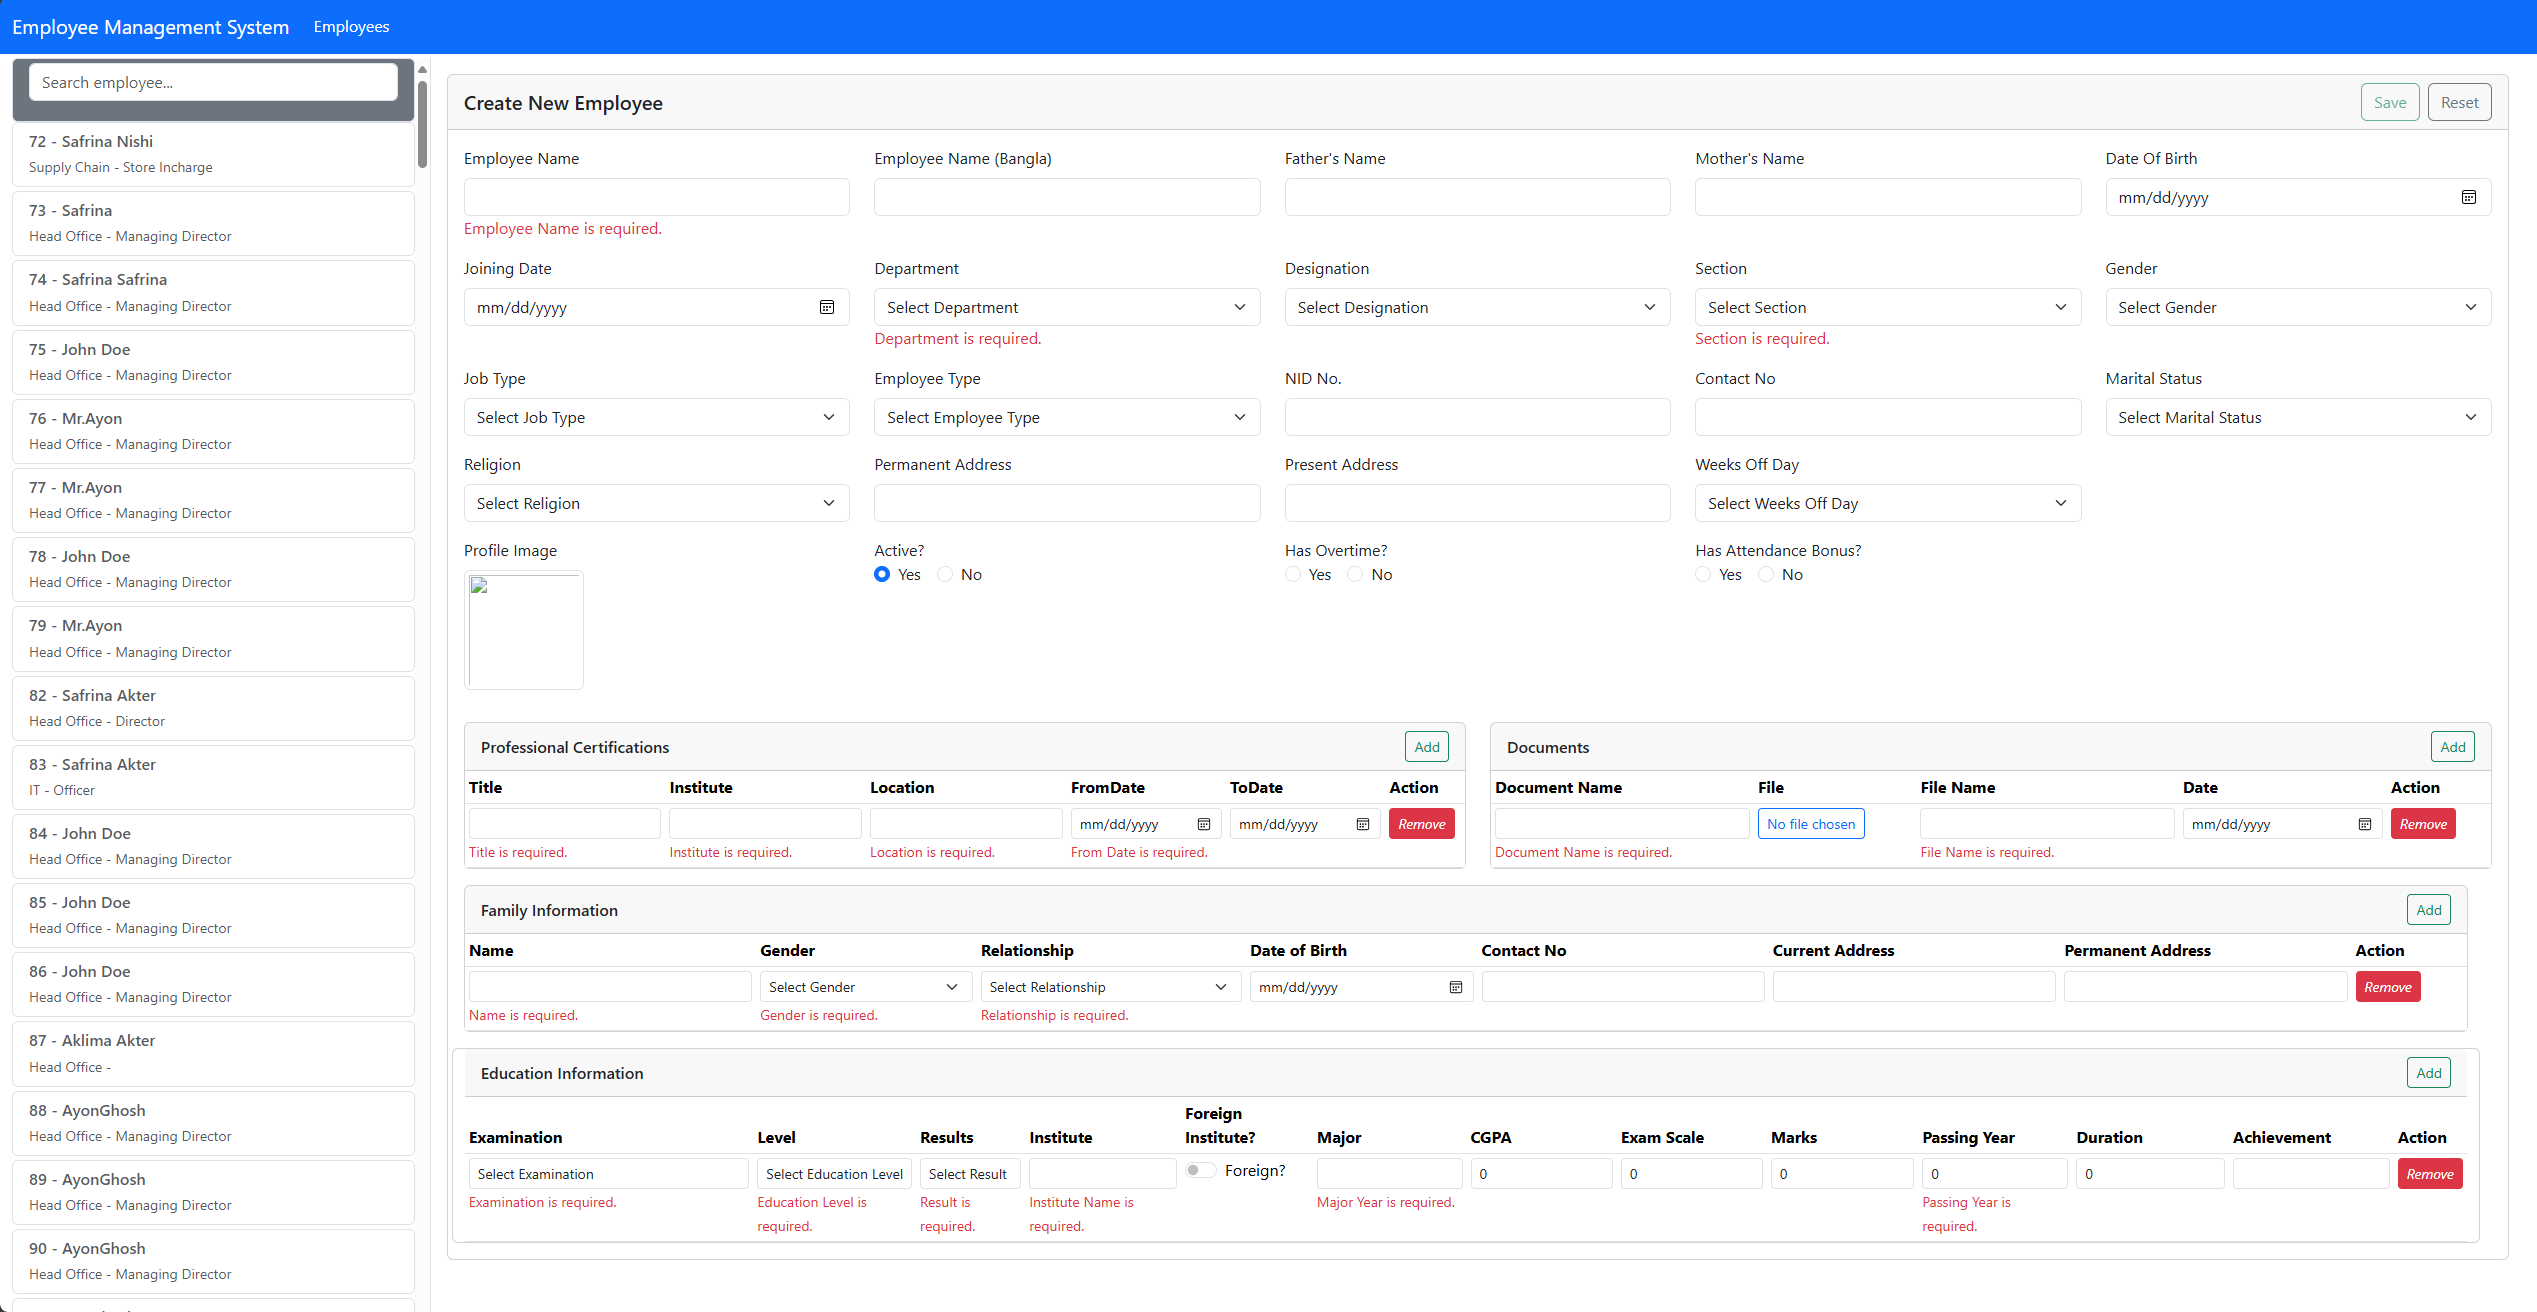 Employee Management System Employees
Search employee...
72 - Safrina Nishi
Supply Chain - Store Incharge
73 - Safrina
Head Office - Managing Director
74 - Safrina Safrina
Head Office - Managing Director
75 - John Doe
Head Office - Managing Director
76 - Mr.Ayon
Head Office - Managing Director
77 - Mr.Ayon
Head Office - Managing Director
78 - John Doe
Head Office - Managing Director
79 - Mr.Ayon
Head Office - Managing Director
82 - Safrina Akter
Head Office - Director
83 - Safrina Akter
IT - Officer
84 - John Doe
Head Office - Managing Director
85 - John Doe
Head Office - Managing Director
86 - John Doe
Head Office - Managing Director
87 - Aklima Akter
Head Office -
88 - AyonGhosh
Head Office - Managing Director
89 - AyonGhosh
Head Office - Managing Director
90 - AyonGhosh
Head Office - Managing Director
Create New Employee Save Reset
Employee Name Employee Name (Bangla) Father's Name Mother's Name Date Of Birth
mm/dd/yyyy
Employee Name is required.
Joining Date Department Designation Section Gender
mm/dd/yyyy Select Department Select Designation Select Section Select Gender
Department is required. Section is required.
Job Type Employee Type NID No. Contact No Marital Status
Select Job Type Select Employee Type Select Marital Status
Religion Permanent Address Present Address Weeks Off Day
Select Religion Select Weeks Off Day
Profile Image Active? Has Overtime? Has Attendance Bonus?
Yes No Yes No Yes No
Professional Certifications Add
Title Institute Location FromDate ToDate Action
mm/dd/yyyy mm/dd/yyyy Remove
Title is required. Institute is required. Location is required. From Date is required.
Documents Add
Document Name File File Name Date Action
No file chosen mm/dd/yyyy Remove
Document Name is required. File Name is required.
Family Information Add
Name Gender Relationship Date of Birth Contact No Current Address Permanent Address Action
Select Gender Select Relationship mm/dd/yyyy Remove
Name is required. Gender is required. Relationship is required.
Education Information Add
Examination Level Results Institute Foreign Institute? Major CGPA Exam Scale Marks Passing Year Duration Achievement Action
Select Examination Select Education Level Select Result Foreign? 0 0 0 0 0 Remove
Examination is required. Education Level is required. Result is required. Institute Name is required. Major Year is required. Passing Year is required.